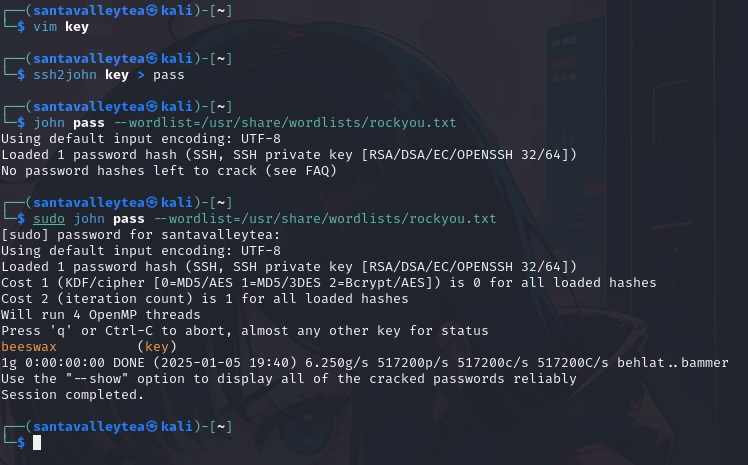 ┌──(santavalleytea㉿kali)-[~]
└─$ vim key

┌──(santavalleytea㉿kali)-[~]
└─$ ssh2john key > pass

┌──(santavalleytea㉿kali)-[~]
└─$ john pass --wordlist=/usr/share/wordlists/rockyou.txt
Using default input encoding: UTF-8
Loaded 1 password hash (SSH, SSH private key [RSA/DSA/EC/OPENSSH 32/64])
No password hashes left to crack (see FAQ)

┌──(santavalleytea㉿kali)-[~]
└─$ sudo john pass --wordlist=/usr/share/wordlists/rockyou.txt
[sudo] password for santavalleytea:
Using default input encoding: UTF-8
Loaded 1 password hash (SSH, SSH private key [RSA/DSA/EC/OPENSSH 32/64])
Cost 1 (KDF/cipher [0=MD5/AES 1=MD5/3DES 2=Bcrypt/AES]) is 0 for all loaded hashes
Cost 2 (iteration count) is 1 for all loaded hashes
Will run 4 OpenMP threads
Press 'q' or Ctrl-C to abort, almost any other key for status
beeswax          (key)
1g 0:00:00:00 DONE (2025-01-05 19:40) 6.250g/s 517200p/s 517200c/s 517200C/s behlat..bammer
Use the "--show" option to display all of the cracked passwords reliably
Session completed.

┌──(santavalleytea㉿kali)-[~]
└─$